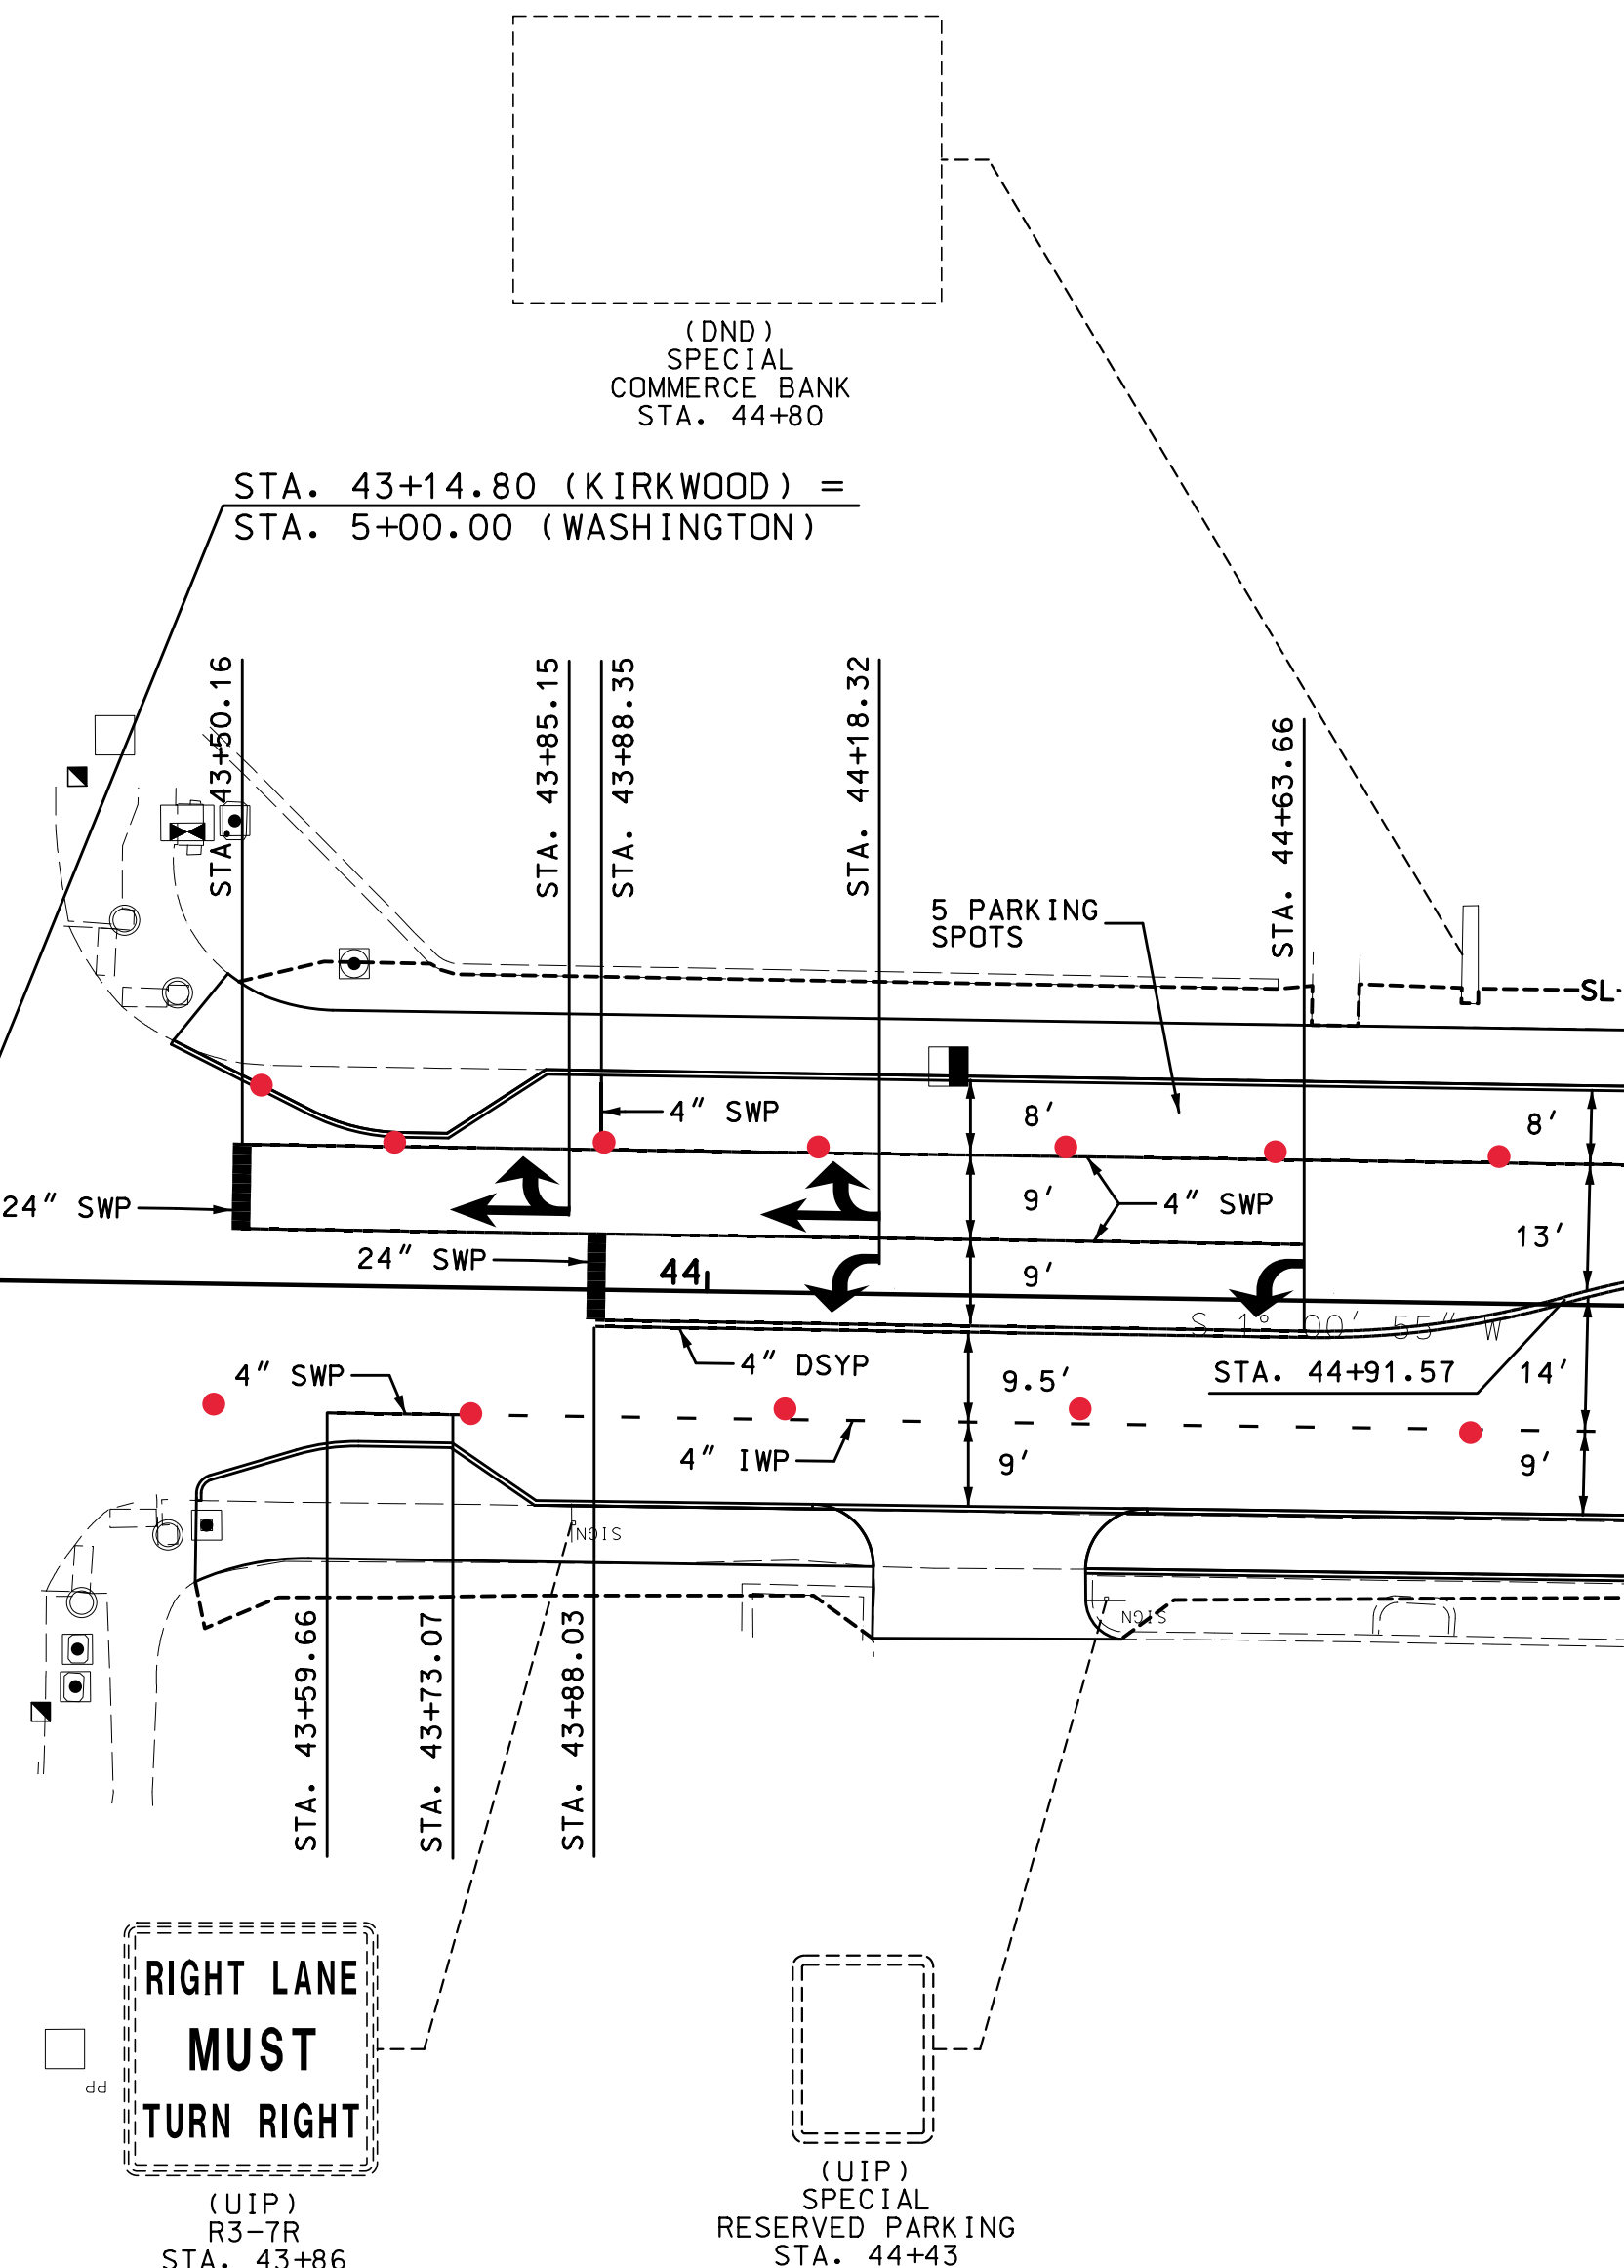 (DND)
SPECIAL
COMMERCE BANK
STA. 44+80
STA. 43+14.80 (KIRKWOOD) =
STA. 5+00.00 (WASHINGTON)
STA. 43+50.16
STA. 43+85.15
STA. 43+88.35
STA. 44+18.32
STA. 44+63.66
5 PARKING
SPOTS
SL
4" SWP
8'
8'
24" SWP
9'
4" SWP
13'
24" SWP
44
9'
S 1° 00' 55" W
4" DSYP
4" SWP
9.5'
STA. 44+91.57
14'
4" IWP
9'
9'
SIGN
SIGN
STA. 43+59.66
STA. 43+73.07
STA. 43+88.03
RIGHT LANE
MUST
TURN RIGHT
PP
(UIP)
R3-7R
STA. 43+86
(UIP)
SPECIAL
RESERVED PARKING
STA. 44+43